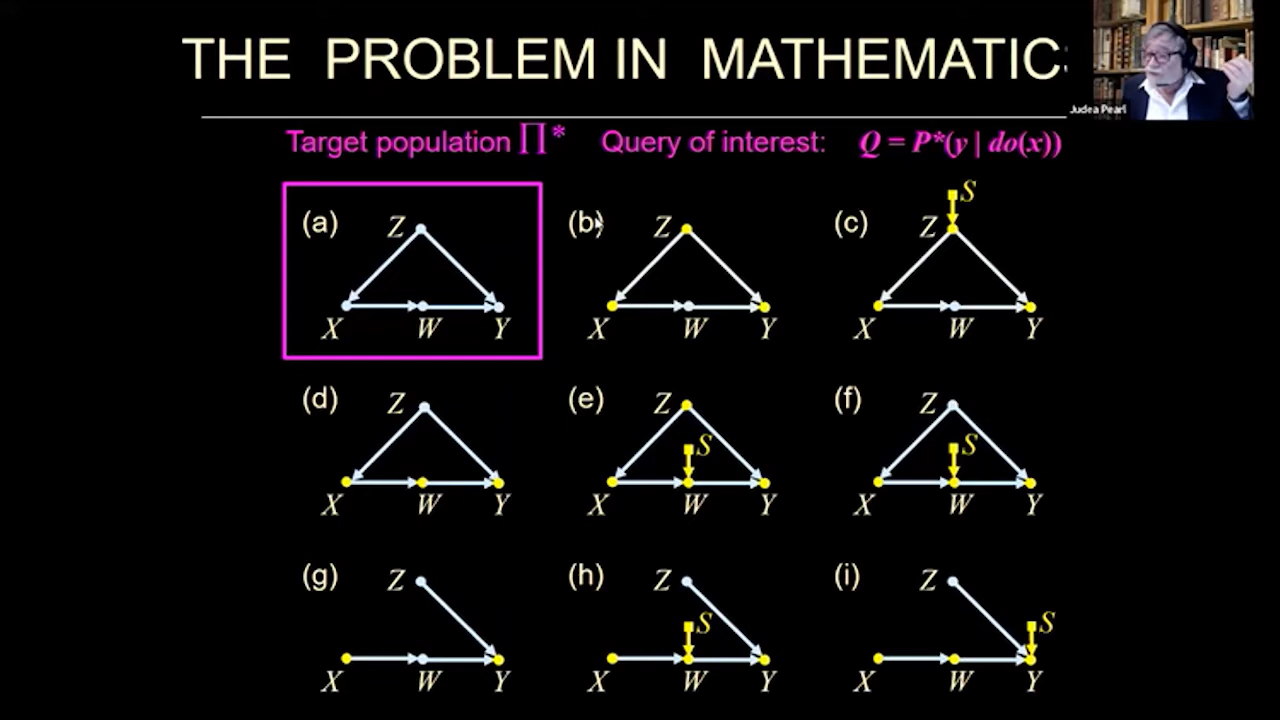 THE PROBLEM IN MATHEMATIC
Judea Pearl
Target population ∏* Query of interest: Q = P*(y | do(x))
(a) Z X W Y
(b) Z X W Y
(c) S Z X W Y
(d) Z X W Y
(e) Z S X W Y
(f) Z S X W Y
(g) Z X W Y
(h) Z S X W Y
(i) Z S X W Y